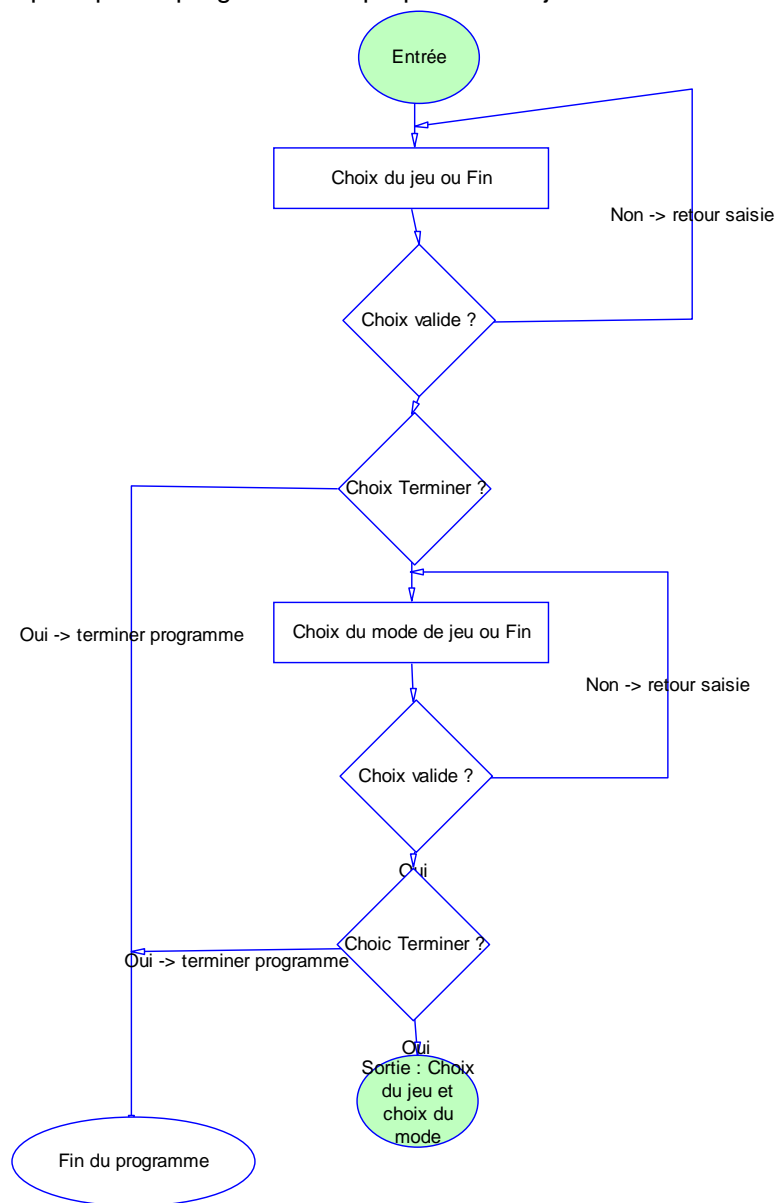 Entrée
Choix du jeu ou Fin
Non -> retour saisie
Choix valide ?
Choix Terminer ?
Oui -> terminer programme
Choix du mode de jeu ou Fin
Non -> retour saisie
Choix valide ?
Oui
Choic Terminer ?
Oui -> terminer programme
Oui
Sortie : Choix
du jeu et
choix du
mode
Fin du programme